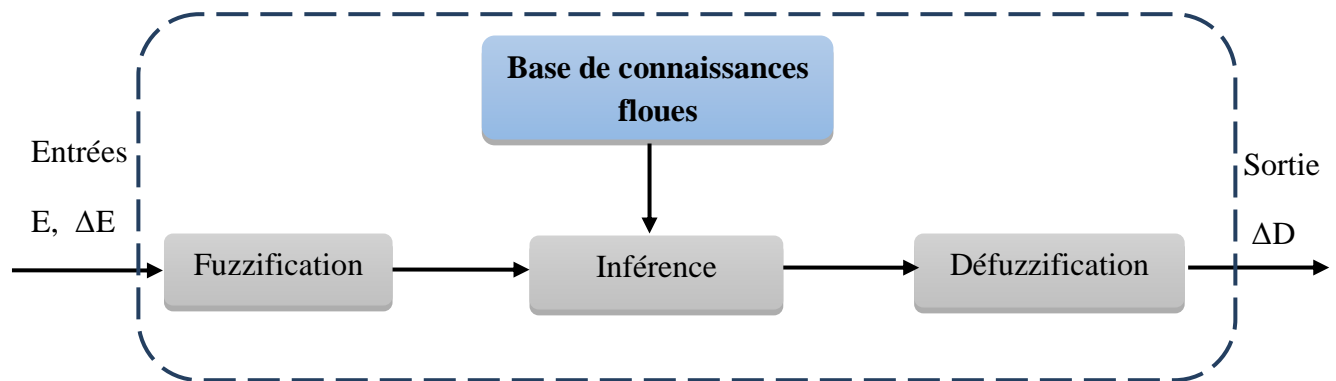 Base de connaissances
floues
Entrées
E, ΔE
Fuzzification
Inférence
Défuzzification
Sortie
ΔD